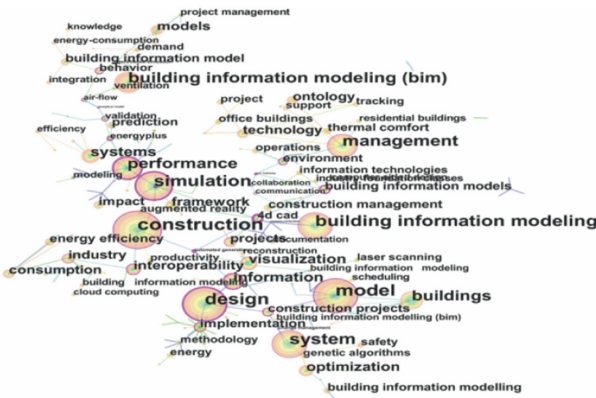 project management
knowledge
models
energy-consumption
demand
building information model
behavior
integration
building information modeling (bim)
ventilation
air-flow
project
ontology
support
tracking
validation
prediction
office buildings
residential buildings
efficiency
technology
thermal comfort
energyplus
management
operations
systems
environment
performance
information technologies
modeling
simulation
collaboration
communication
building information models
impact
framework
construction management
augmented reality
4d cad
building information modeling
construction
energy efficiency
projects
documentation
reconstruction
industry
productivity
visualization
laser scanning
consumption
interoperability
building information modeling
information
scheduling
building information modeling
cloud computing
design
model
buildings
construction projects
building information modelling (bim)
implementation
methodology
system
safety
energy
genetic algorithms
optimization
building information modelling